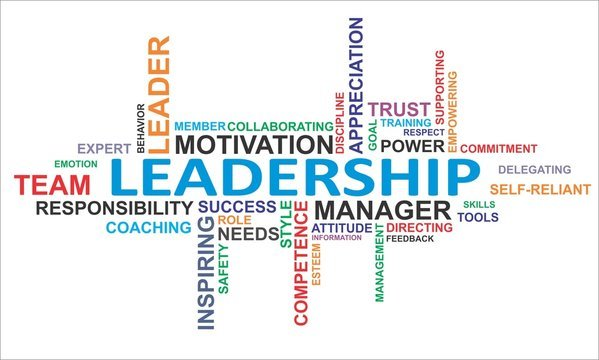 LEADER
BEHAVIOR
EXPERT
EMOTION
MEMBER
COLLABORATING
MOTIVATION
DISCIPLINE
APPRECIATION
GOAL
TRUST
TRAINING
RESPECT
POWER
SUPPORTING
EMPOWERING
COMMITMENT
DELEGATING
TEAM
LEADERSHIP
SELF-RELIANT
RESPONSIBILITY
SUCCESS
STYLE
COMPETENCE
MANAGER
SKILLS
TOOLS
COACHING
INSPIRING
ROLE
NEEDS
SAFETY
ATTITUDE
INFORMATION
ESTEEM
MANAGEMENT
DIRECTING
FEEDBACK